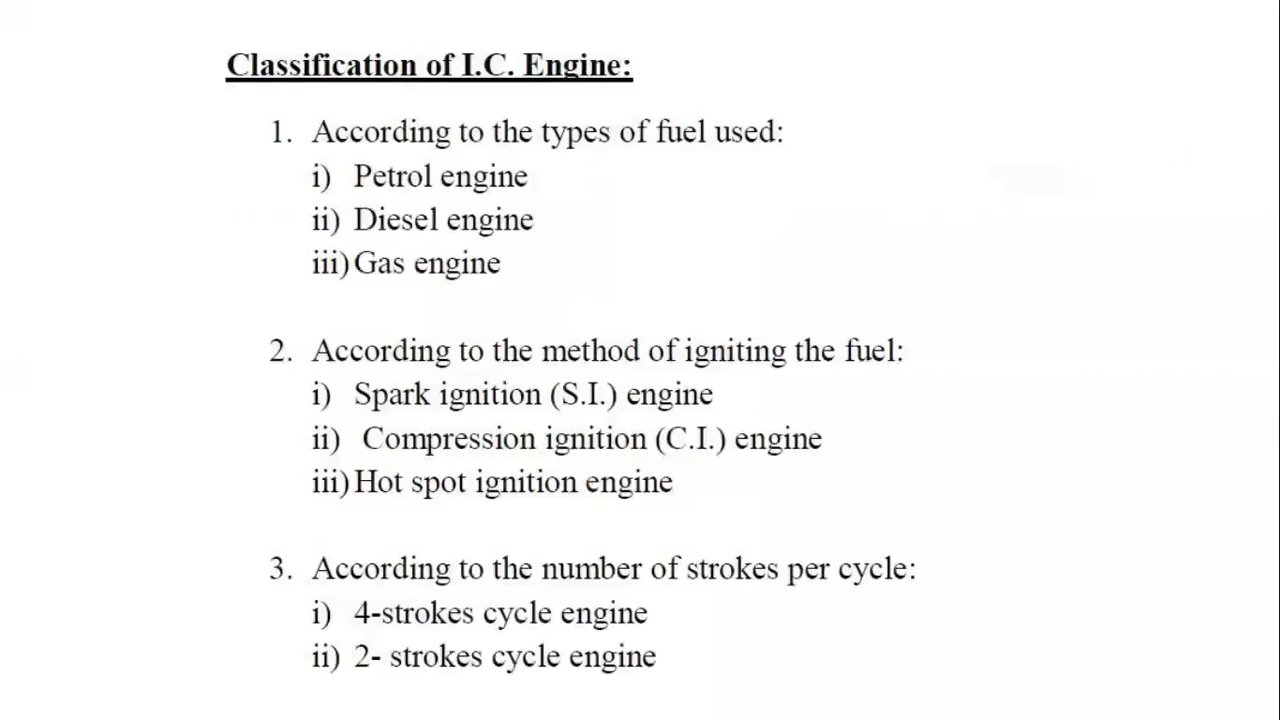 Classification of I.C. Engine:
1. According to the types of fuel used:
i) Petrol engine
ii) Diesel engine
iii) Gas engine
2. According to the method of igniting the fuel:
i) Spark ignition (S.I.) engine
ii) Compression ignition (C.I.) engine
iii) Hot spot ignition engine
3. According to the number of strokes per cycle:
i) 4-strokes cycle engine
ii) 2- strokes cycle engine